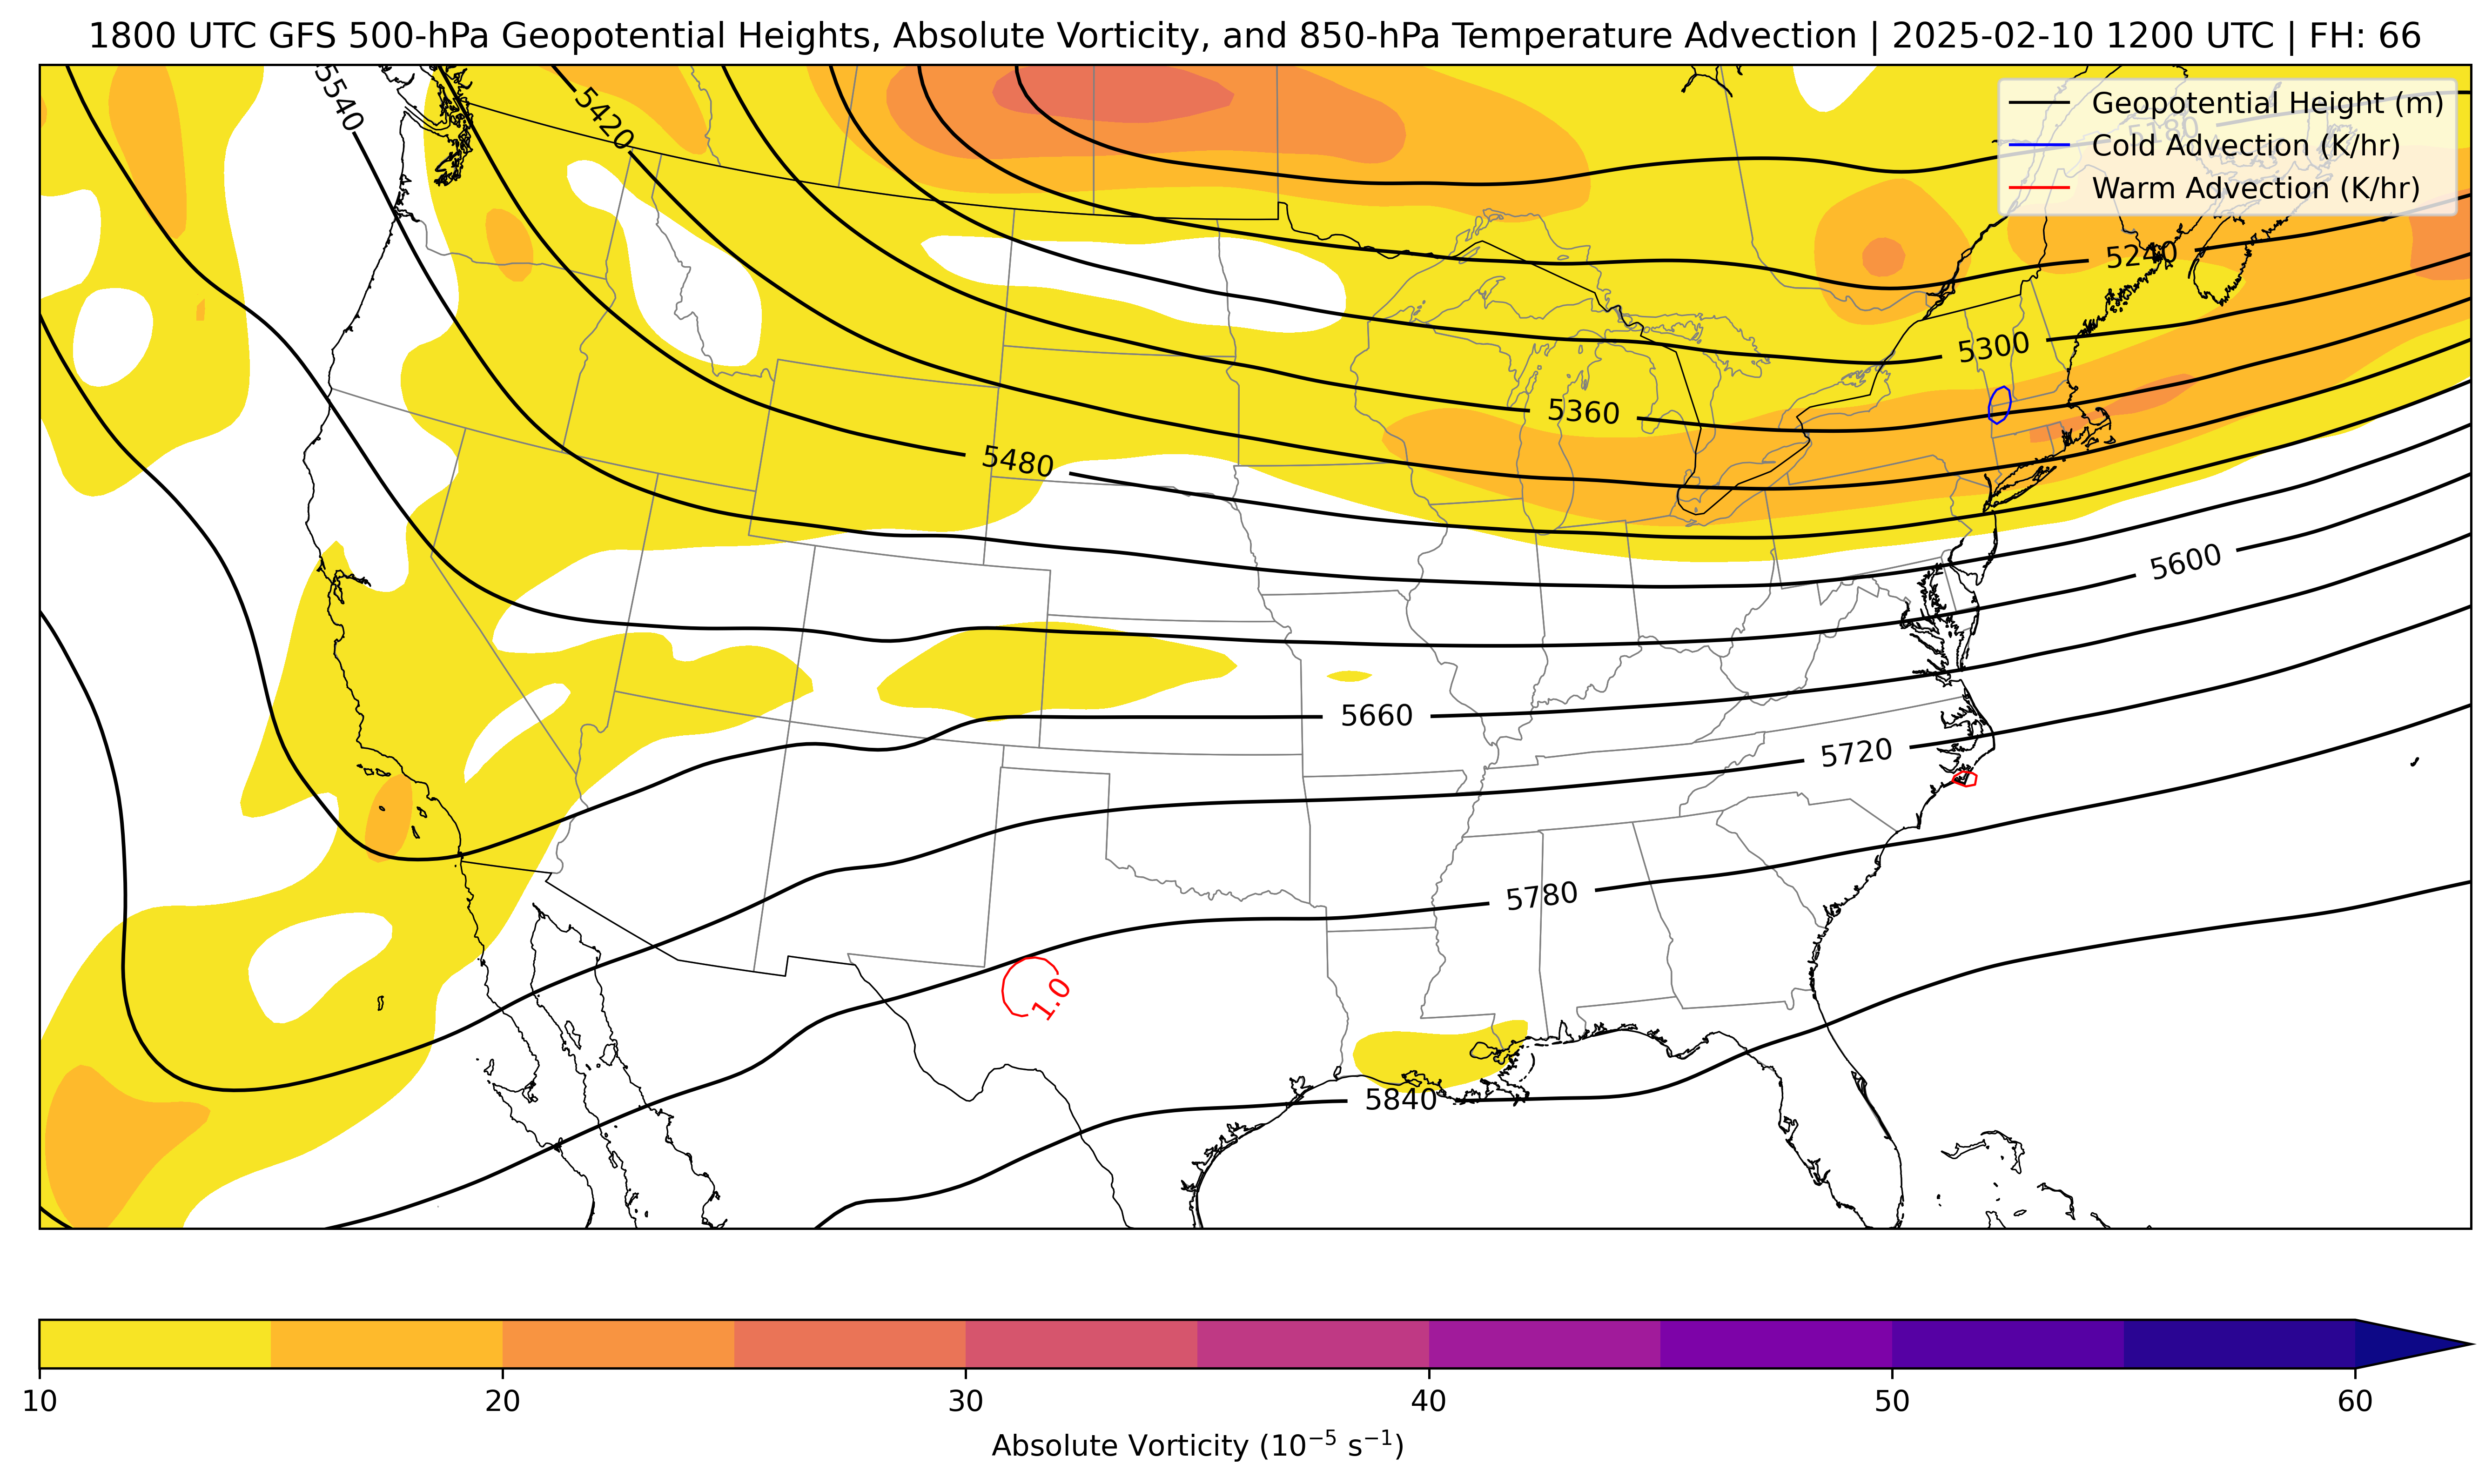 1800 UTC GFS 500-hPa Geopotential Heights, Absolute Vorticity, and 850-hPa Temperature Advection | 2025-02-10 1200 UTC | FH: 66
Geopotential Height (m)
Cold Advection (K/hr)
Warm Advection (K/hr)
5540
5420
5180
5240
5300
5360
5480
5600
5660
5720
5780
1.0
5840
10 20 30 40 50 60
Absolute Vorticity (10⁻⁵ s⁻¹)